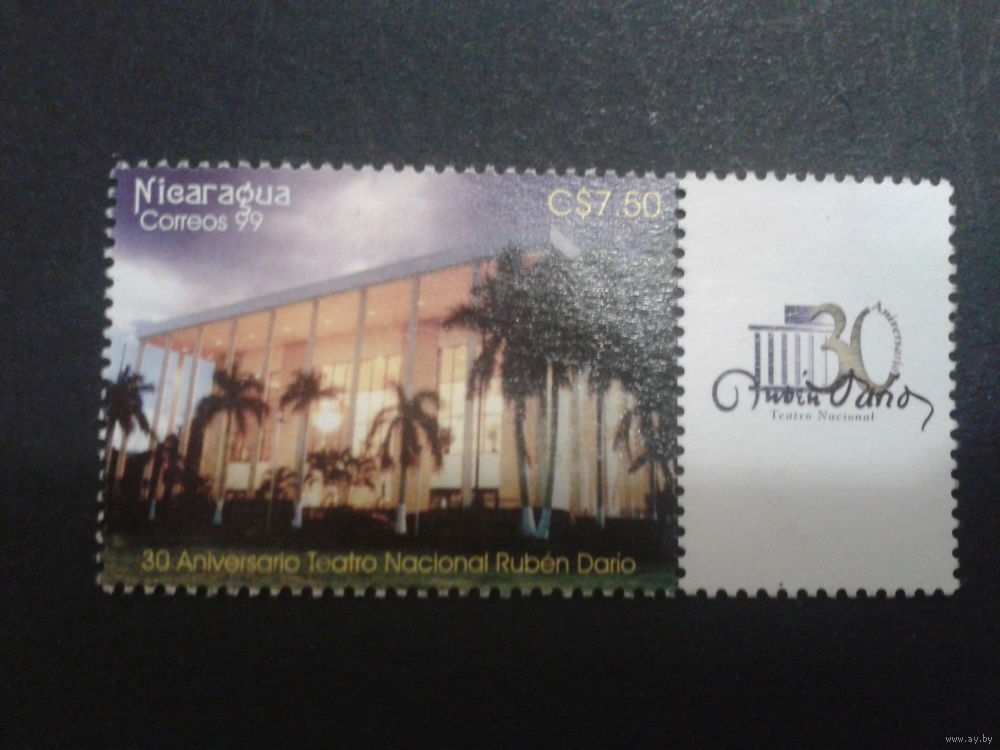 Nicaragua
Correos 99
C$7.50
30 Aniversario Teatro Nacional Rubén Darío
30 Aniversario
Rubén Darío
Teatro Nacional
www.ay.by